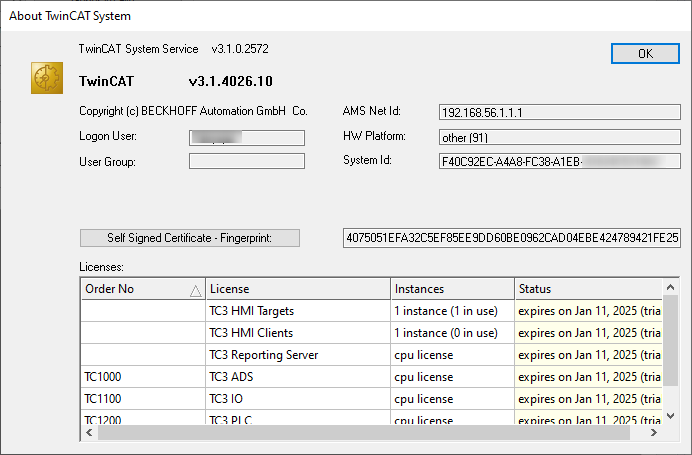 About TwinCAT System
TwinCAT System Service v3.1.0.2572
OK
TwinCAT v3.1.4026.10
Copyright (c) BECKHOFF Automation GmbH Co.
AMS Net Id: 192.168.56.1.1.1
Logon User:
HW Platform: other (91)
User Group:
System Id: F40C92EC-A4A8-FC38-A1EB-
Self Signed Certificate - Fingerprint: 4075051EFA32C5EF85EE9DD60BE0962CAD04EBE424789421FE25
Licenses:
Order No License Instances Status
TC3 HMI Targets 1 instance (1 in use) expires on Jan 11, 2025 (tria
TC3 HMI Clients 1 instance (0 in use) expires on Jan 11, 2025 (tria
TC3 Reporting Server cpu license expires on Jan 11, 2025 (tria
TC1000 TC3 ADS cpu license expires on Jan 11, 2025 (tria
TC1100 TC3 IO cpu license expires on Jan 11, 2025 (tria
TC1200 TC3 PLC cpu license expires on Jan 11, 2025 (tria